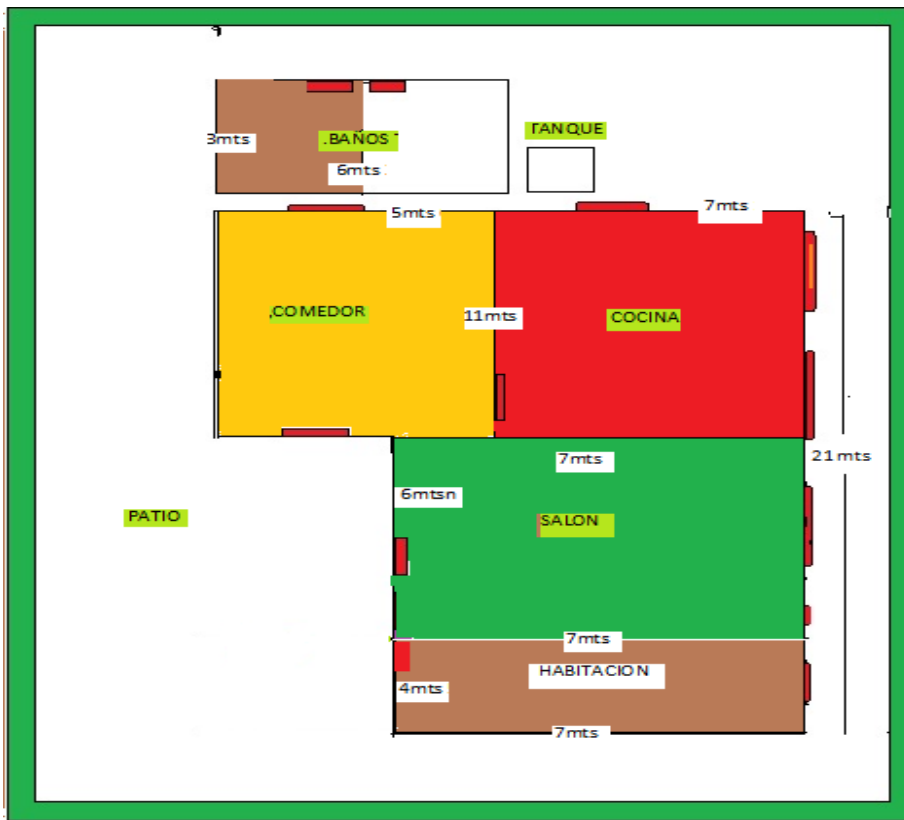 3mts
.BAÑOS
6mts
TANQUE
5mts
7mts
,COMEDOR
11mts
COCINA
21mts
7mts
6mtsn
SALON
PATIO
7mts
HABITACION
4mts
7mts